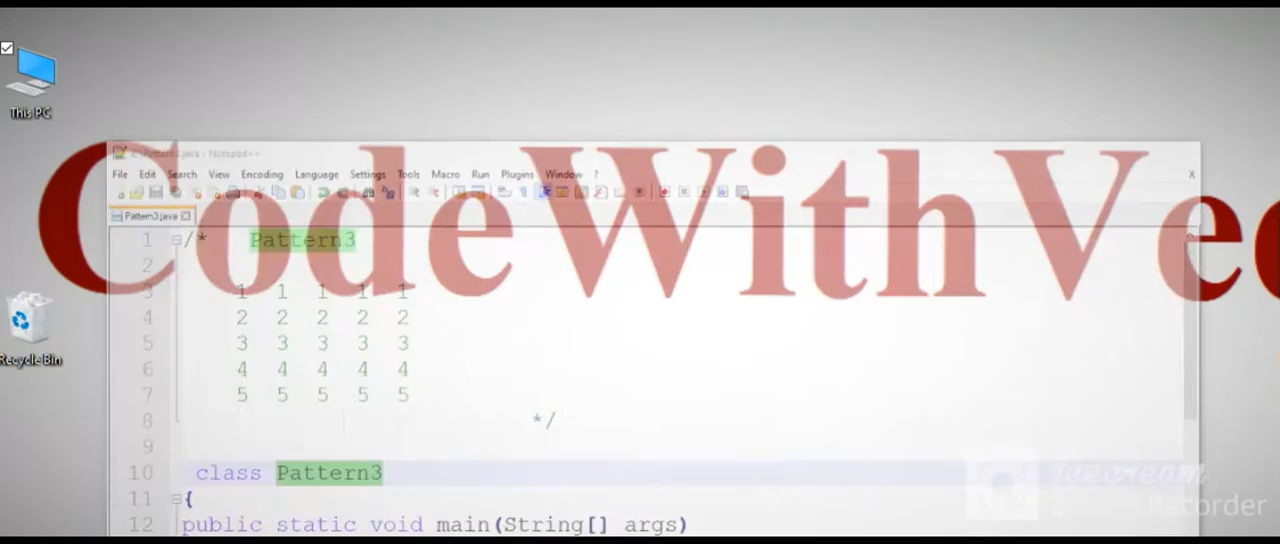 This PC
CodeWithVee
Pattern3.java - Notepad++
File Edit Search View Encoding Language Settings Tools Macro Run Plugins Window ? X
Pattern3.java
1 /* Pattern3
2
3 1 1 1 1 1
4 2 2 2 2 2
5 3 3 3 3 3
6 4 4 4 4 4
7 5 5 5 5 5
8 */
9
10 class Pattern3
11 {
12 public static void main(String[] args)
Recycle Bin
Icecream
Recorder